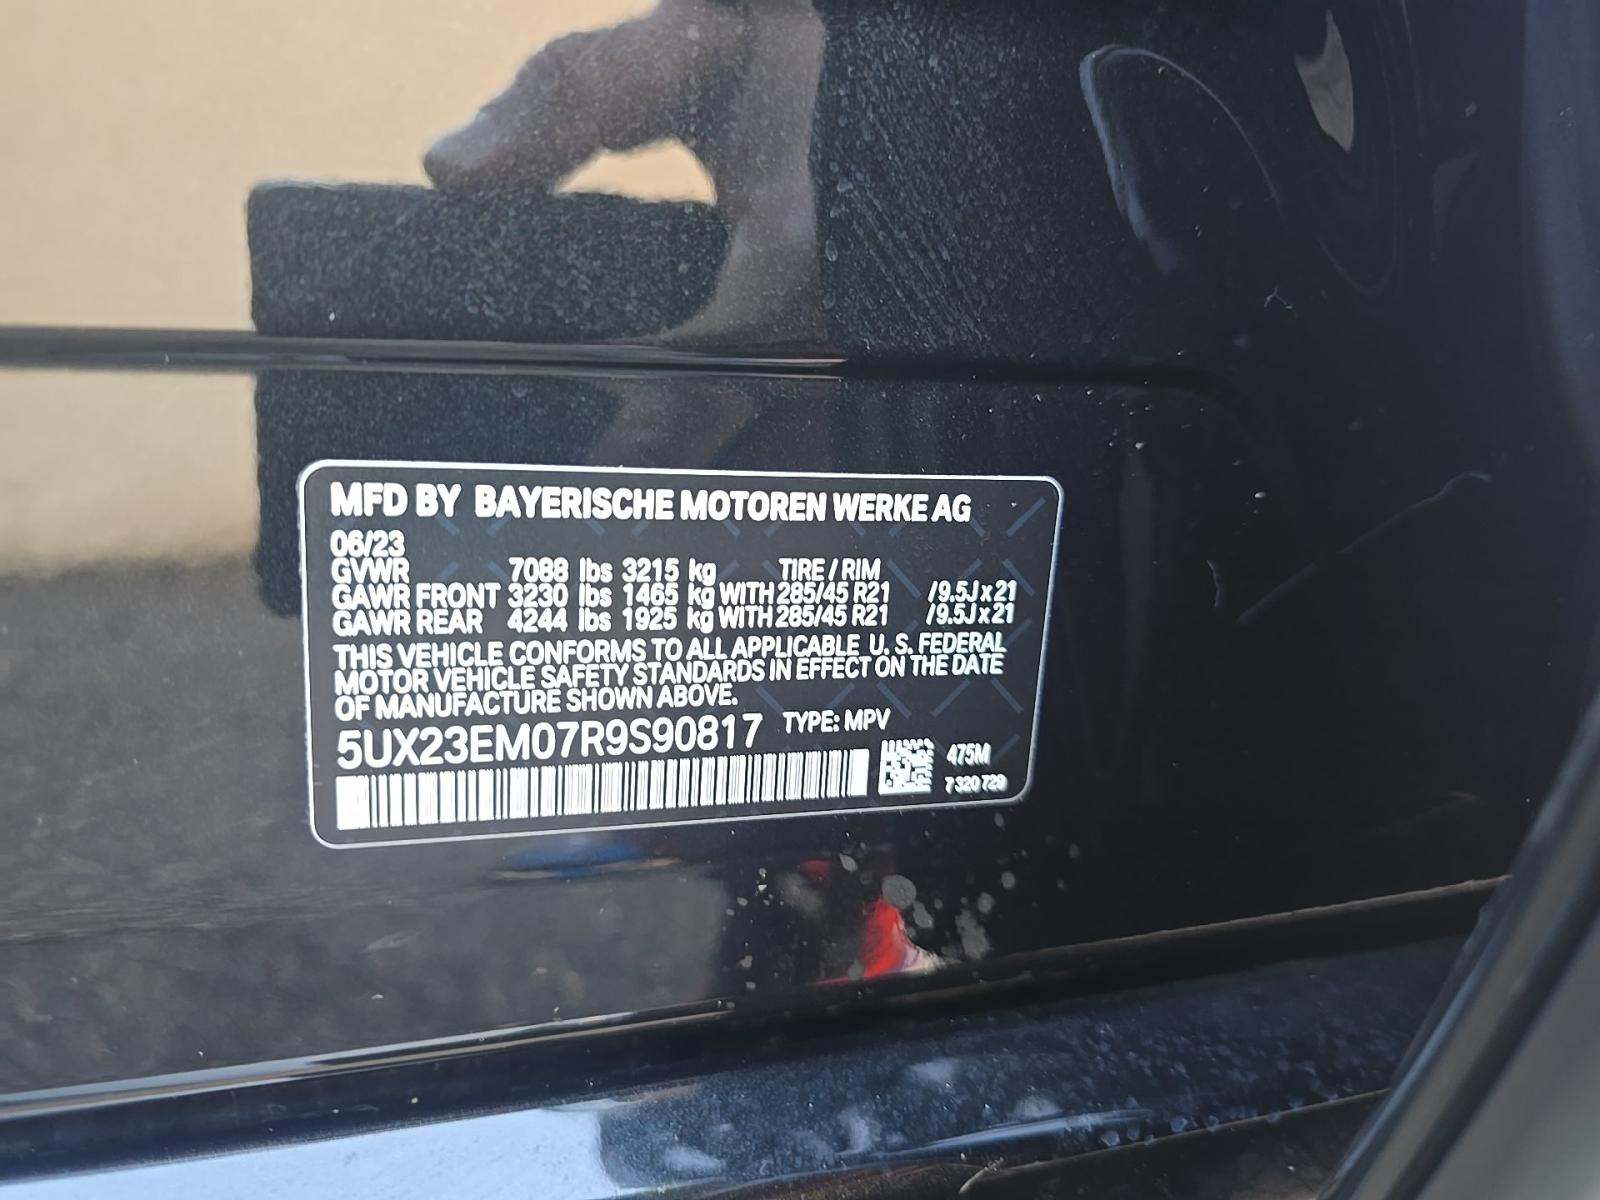 MFD BY BAYERISCHE MOTOREN WERKE AG
06/23
GVWR 7088 lbs 3215 kg TIRE / RIM
GAWR FRONT 3230 lbs 1465 kg WITH 285/45 R21 /9.5J x 21
GAWR REAR 4244 lbs 1925 kg WITH 285/45 R21 /9.5J x 21
THIS VEHICLE CONFORMS TO ALL APPLICABLE U. S. FEDERAL
MOTOR VEHICLE SAFETY STANDARDS IN EFFECT ON THE DATE
OF MANUFACTURE SHOWN ABOVE.
5UX23EM07R9S90817 TYPE: MPV
475M
7 320 729